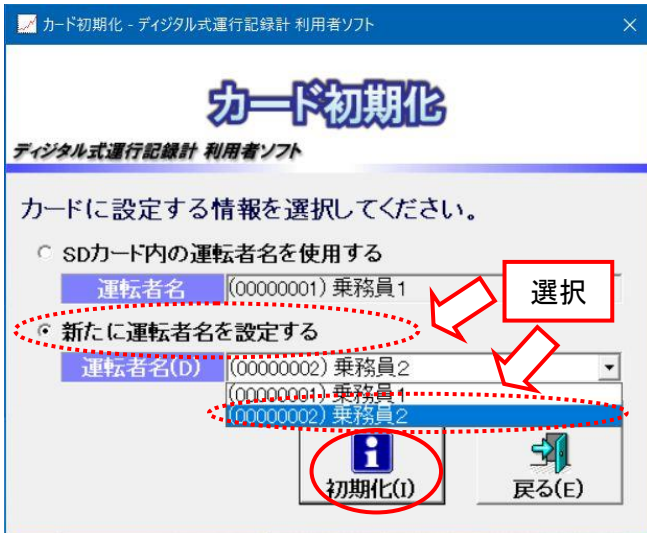 カード初期化 - ディジタル式運行記録計 利用者ソフト
カード初期化
ディジタル式運行記録計 利用者ソフト
カードに設定する情報を選択してください。
SDカード内の運転者名を使用する
運転者名 (00000001) 乗務員1
選択
新たに運転者名を設定する
運転者名(D) (00000002) 乗務員2
(00000001) 乗務員1
(00000002) 乗務員2
初期化(I) 戻る(E)